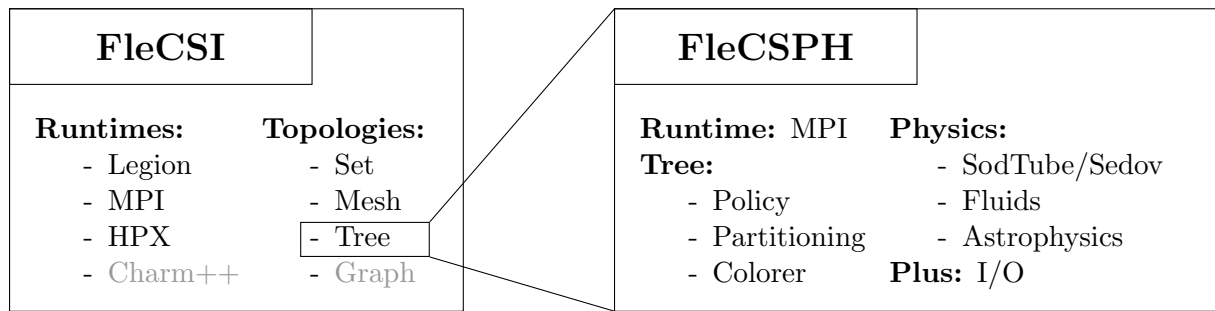 FleCSI
Runtimes:
- Legion
- MPI
- HPX
- Charm++
Topologies:
- Set
- Mesh
- Tree
- Graph
FleCSPH
Runtime: MPI
Tree:
- Policy
- Partitioning
- Colorer
Physics:
- SodTube/Sedov
- Fluids
- Astrophysics
Plus: I/O